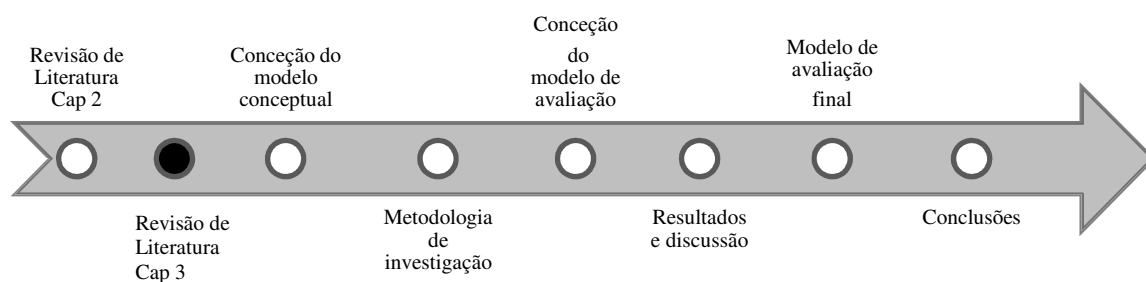 Revisão de
Literatura
Cap 2
Revisão de
Literatura
Cap 3
Conceção do
modelo
conceptual
Metodologia
de
investigação
Conceção
do
modelo de
avaliação
Resultados
e discussão
Modelo de
avaliação
final
Conclusões